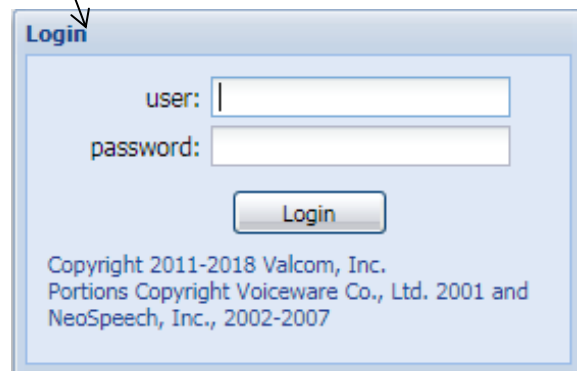 Login
user:
password:
Login
Copyright 2011-2018 Valcom, Inc.
Portions Copyright Voiceware Co., Ltd. 2001 and
NeoSpeech, Inc., 2002-2007